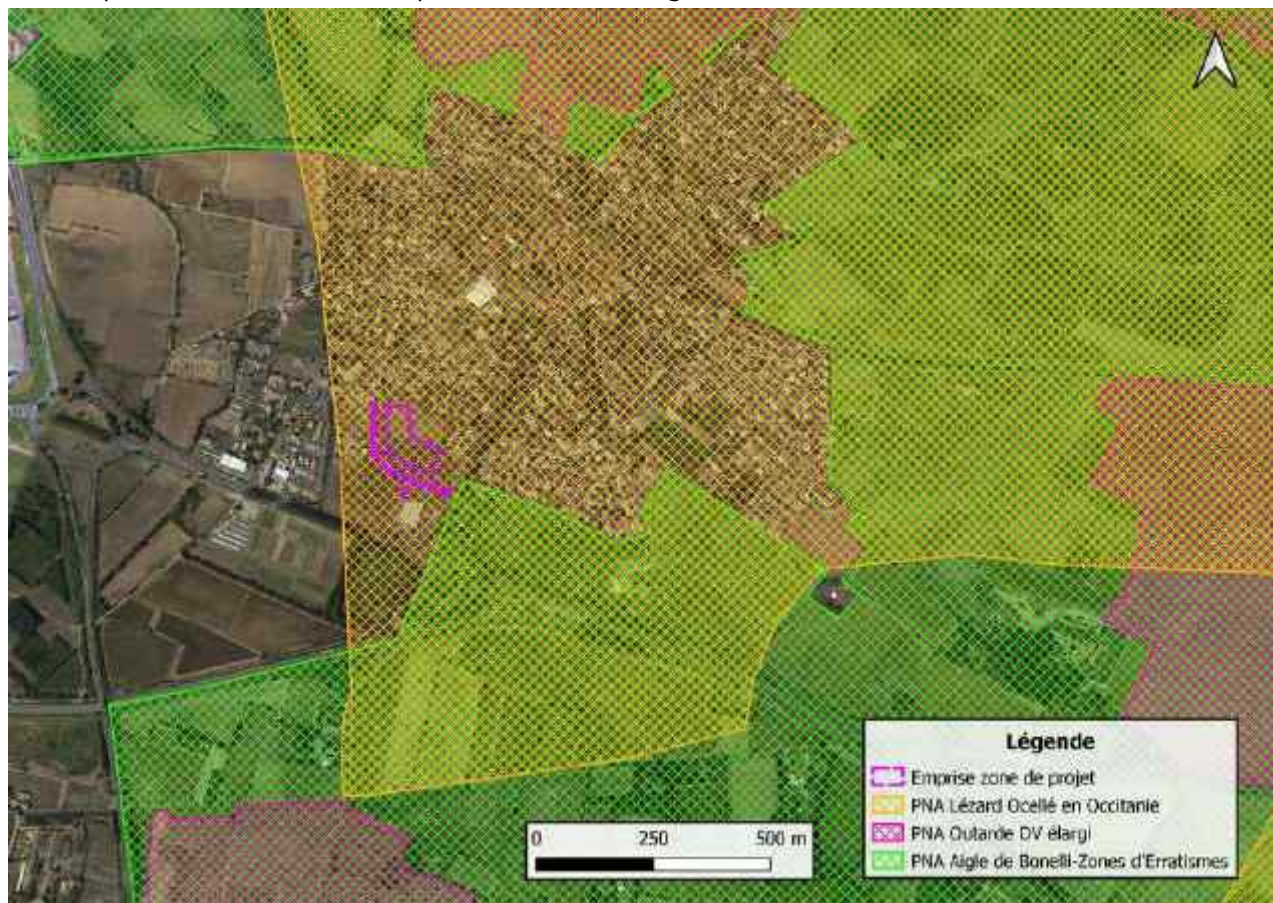 Légende
Emprise zone de projet
PNA Lézard Ocellé en Occitanie
PNA Outarde DV élargi
PNA Aigle de Bonelli-Zones d'Erratismes
0 250 500 m